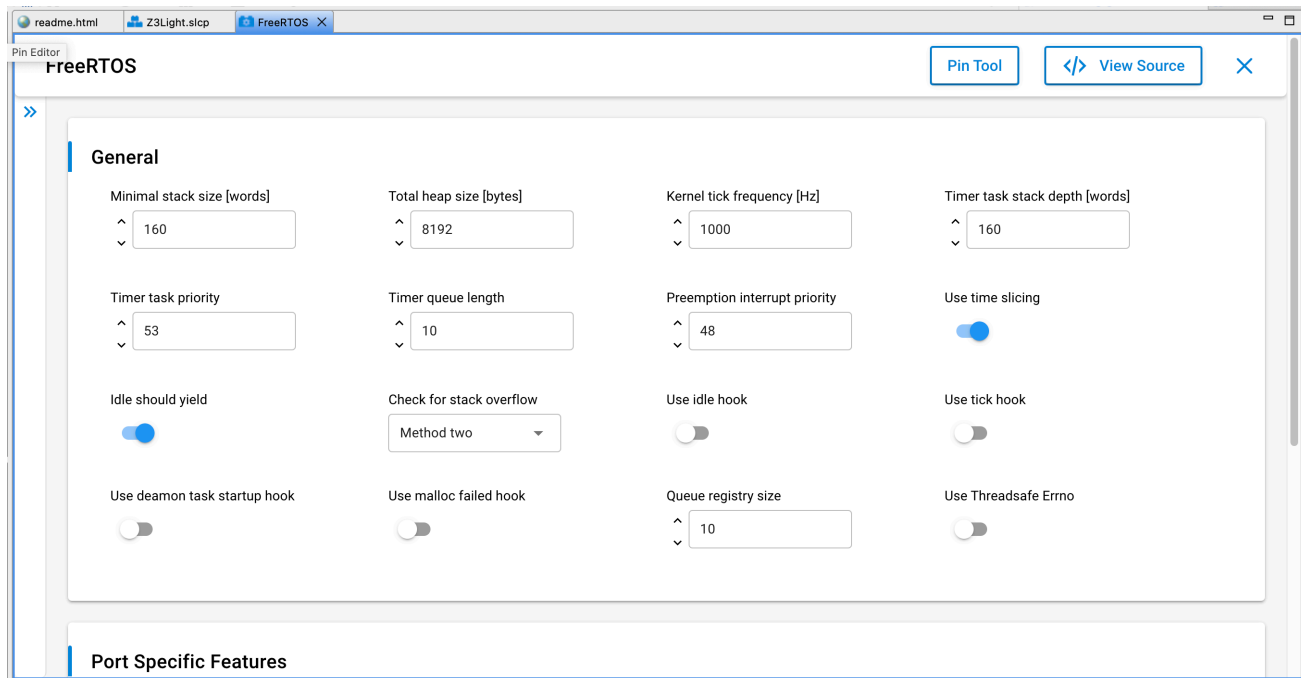 readme.html Z3Light.slcp FreeRTOS
Pin Editor
FreeRTOS Pin Tool </> View Source
General
Minimal stack size [words] Total heap size [bytes] Kernel tick frequency [Hz] Timer task stack depth [words]
160 8192 1000 160
Timer task priority Timer queue length Preemption interrupt priority Use time slicing
53 10 48
Idle should yield Check for stack overflow Use idle hook Use tick hook
Method two
Use deamon task startup hook Use malloc failed hook Queue registry size Use Threadsafe Errno
10
Port Specific Features